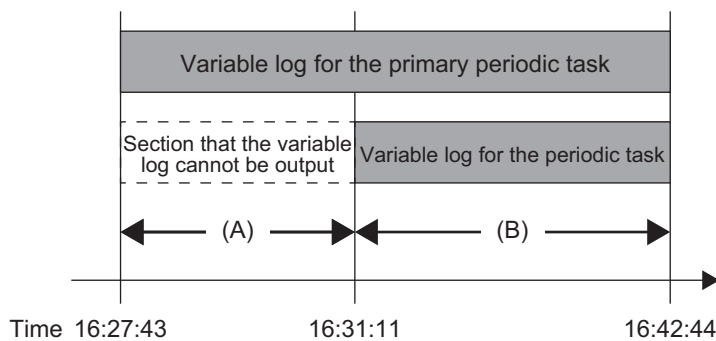 Variable log for the primary periodic task
Section that the variable
log cannot be output
Variable log for the periodic task
(A)
(B)
Time 16:27:43
16:31:11
16:42:44